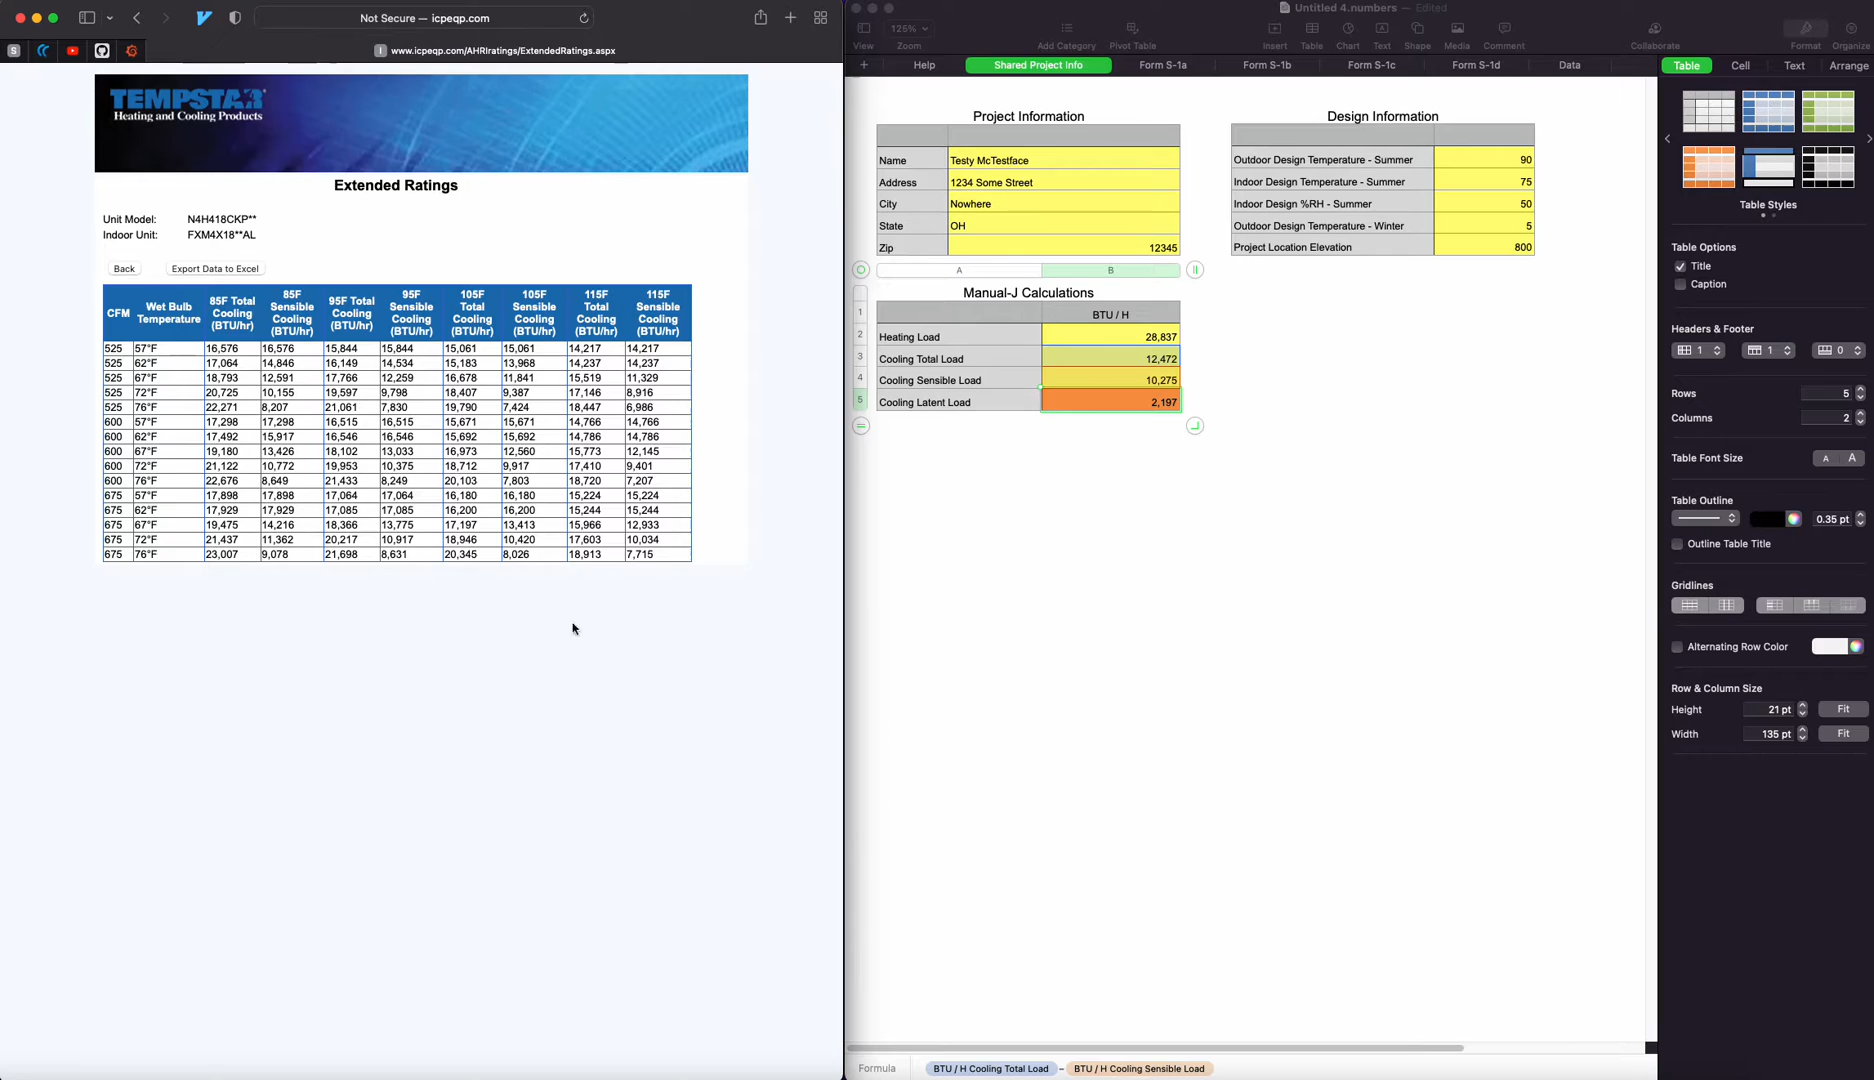 Not Secure — icpeqp.com
S
I www.icpeqp.com/AHRIratings/ExtendedRatings.aspx
TEMPSTAR
Heating and Cooling Products
Extended Ratings
Unit Model: N4H418CKP**
Indoor Unit: FXM4X18**AL
Back Export Data to Excel
CFM Wet Bulb Temperature 85F Total Cooling (BTU/hr) 85F Sensible Cooling (BTU/hr) 95F Total Cooling (BTU/hr) 95F Sensible Cooling (BTU/hr) 105F Total Cooling (BTU/hr) 105F Sensible Cooling (BTU/hr) 115F Total Cooling (BTU/hr) 115F Sensible Cooling (BTU/hr)
525 57°F 16,576 16,576 15,844 15,844 15,061 15,061 14,217 14,217
525 62°F 17,064 14,846 16,149 14,534 15,183 13,968 14,237 14,237
525 67°F 18,793 12,591 17,766 12,259 16,678 11,841 15,519 11,329
525 72°F 20,725 10,155 19,597 9,798 18,407 9,387 17,146 8,916
525 76°F 22,271 8,207 21,061 7,830 19,790 7,424 18,447 6,986
600 57°F 17,298 17,298 16,515 16,515 15,671 15,671 14,766 14,766
600 62°F 17,492 15,917 16,546 16,546 15,692 15,692 14,786 14,786
600 67°F 19,180 13,426 18,102 13,033 16,973 12,560 15,773 12,145
600 72°F 21,122 10,772 19,953 10,375 18,712 9,917 17,410 9,401
600 76°F 22,676 8,649 21,433 8,249 20,103 7,803 18,720 7,207
675 57°F 17,898 17,898 17,064 17,064 16,180 16,180 15,224 15,224
675 62°F 17,929 17,929 17,085 17,085 16,200 16,200 15,244 15,244
675 67°F 19,475 14,216 18,366 13,775 17,197 13,413 15,966 12,933
675 72°F 21,437 11,362 20,217 10,917 18,946 10,420 17,603 10,034
675 76°F 23,007 9,078 21,698 8,631 20,345 8,026 18,913 7,715
Untitled 4.numbers — Edited
125%
View Zoom Add Category Pivot Table Insert Table Chart Text Shape Media Comment Collaborate Format Organize
+ Help Shared Project Info Form S-1a Form S-1b Form S-1c Form S-1d Data
Project Information
Name Testy McTestface
Address 1234 Some Street
City Nowhere
State OH
Zip 12345
Design Information
Outdoor Design Temperature - Summer 90
Indoor Design Temperature - Summer 75
Indoor Design %RH - Summer 50
Outdoor Design Temperature - Winter 5
Project Location Elevation 800
A B
Manual-J Calculations
1 BTU / H
2 Heating Load 28,837
3 Cooling Total Load 12,472
4 Cooling Sensible Load 10,275
5 Cooling Latent Load 2,197
Formula BTU / H Cooling Total Load – BTU / H Cooling Sensible Load
Table Cell Text Arrange
Table Styles
Table Options
Title
Caption
Headers & Footer
1 1 0
Rows 5
Columns 2
Table Font Size A A
Table Outline
0.35 pt
Outline Table Title
Gridlines
Alternating Row Color
Row & Column Size
Height 21 pt Fit
Width 135 pt Fit